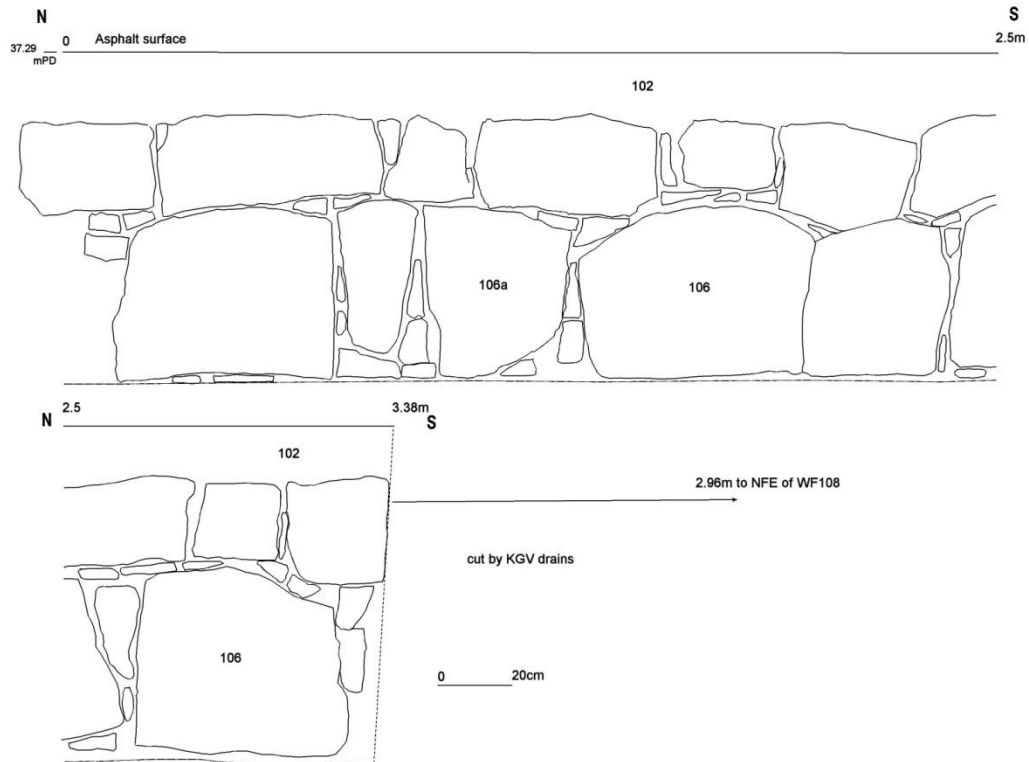 N
S
0 Asphalt surface
2.5m
37.29
mPD
102
106a
106
N
2.5
3.38m
S
102
2.96m to NFE of WF108
cut by KGV drains
106
0 20cm